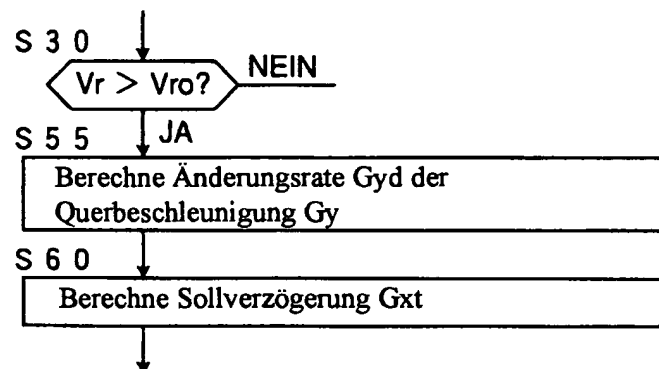 S 3 0
Vr > Vro?
NEIN
JA
S 5 5
Berechne Änderungsrate Gyd der
Querbeschleunigung Gy
S 6 0
Berechne Sollverzögerung Gxt